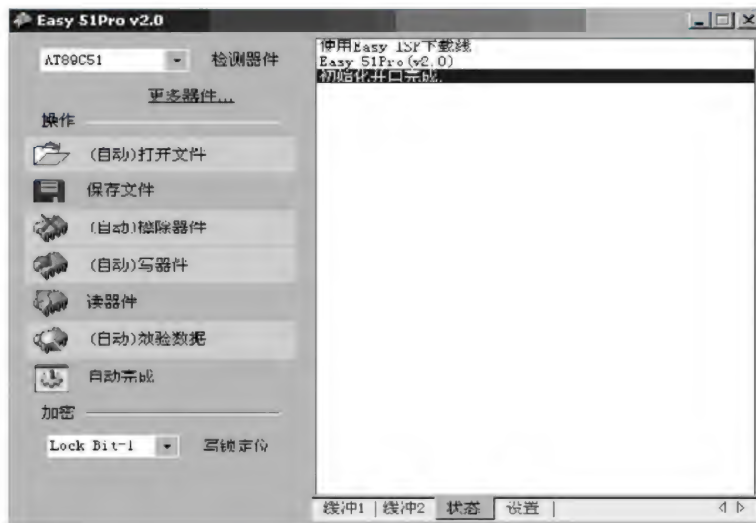 Easy 51Pro v2.0
AT89C51
检测器件
更多器件...
操作
(自动)打开文件
保存文件
(自动)擦除器件
(自动)写器件
读器件
(自动)效验数据
自动完成
加密
Lock Bit-1
写锁定位
使用Easy ISP下载线
Easy 51Pro(v2.0)
初始化并口完成.
缓冲1
缓冲2
状态
设置